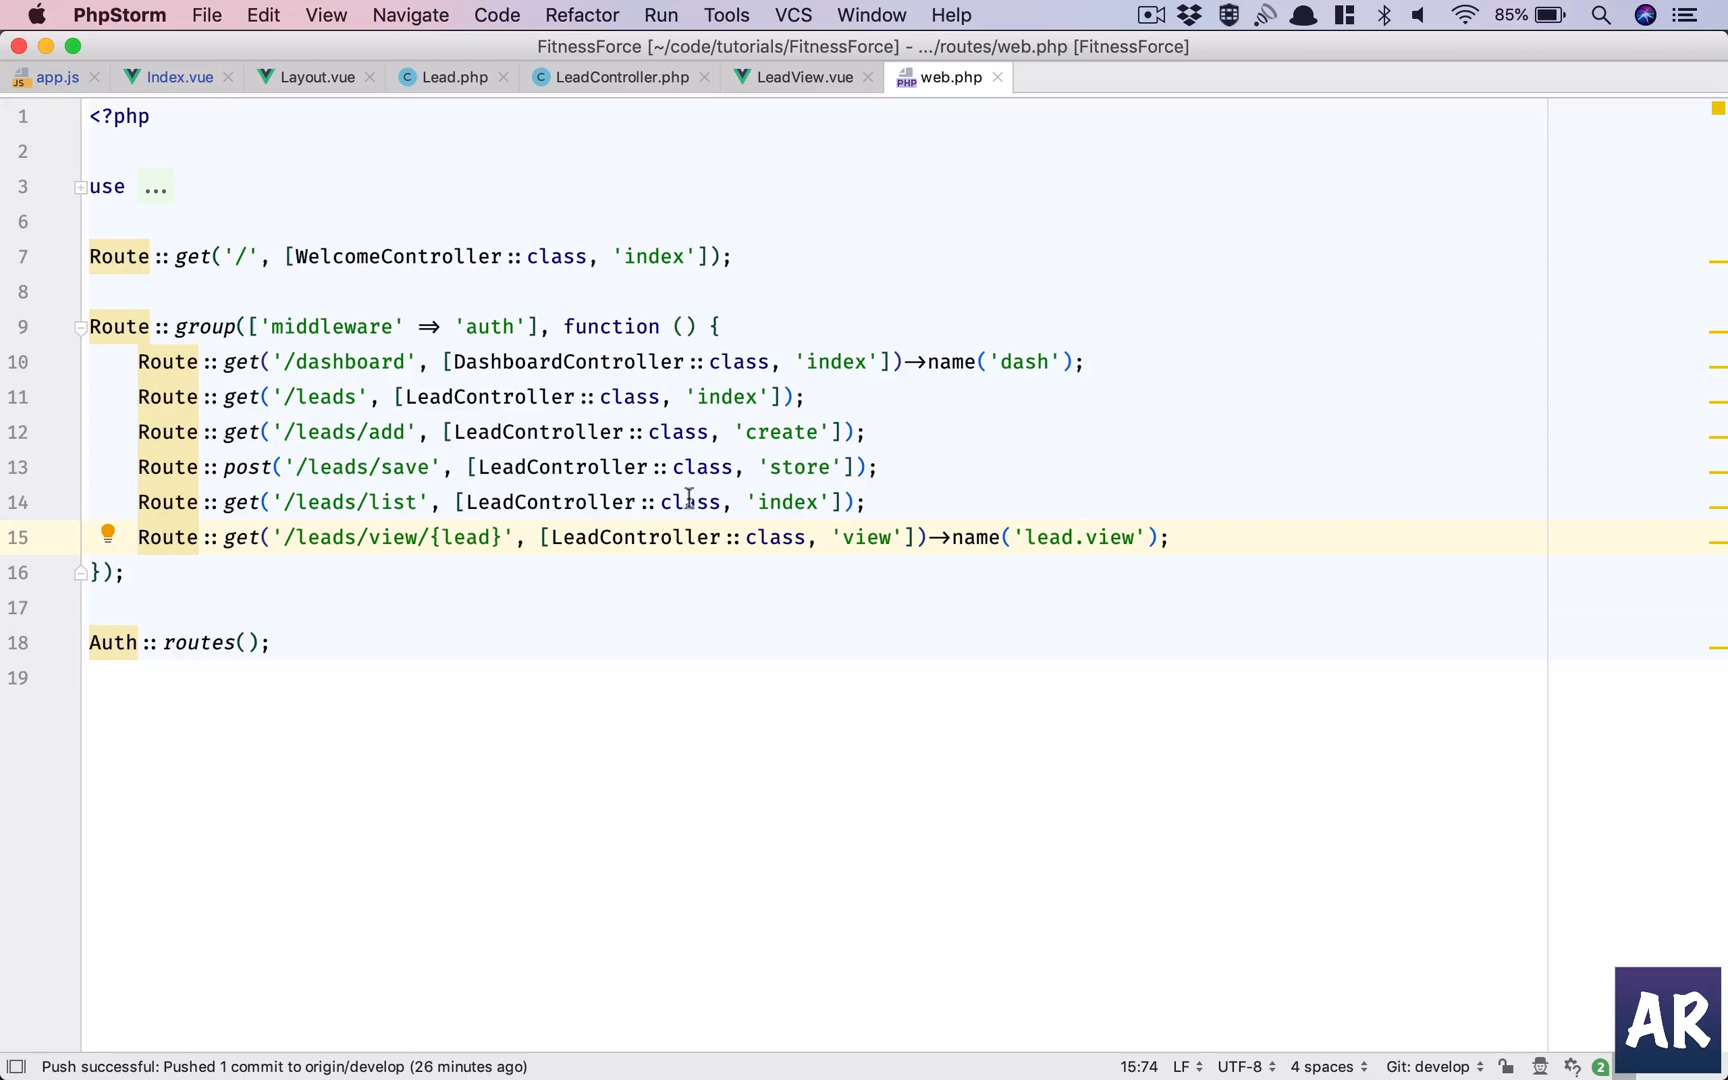 PhpStorm File Edit View Navigate Code Refactor Run Tools VCS Window Help 85%
FitnessForce [~/code/tutorials/FitnessForce] - .../routes/web.php [FitnessForce]
JS app.js Index.vue Layout.vue C Lead.php C LeadController.php LeadView.vue PHP web.php
1 <?php
2
3 use ...
6
7 Route::get('/', [WelcomeController::class, 'index']);
8
9 Route::group(['middleware' => 'auth'], function () {
10 Route::get('/dashboard', [DashboardController::class, 'index'])->name('dash');
11 Route::get('/leads', [LeadController::class, 'index']);
12 Route::get('/leads/add', [LeadController::class, 'create']);
13 Route::post('/leads/save', [LeadController::class, 'store']);
14 Route::get('/leads/list', [LeadController::class, 'index']);
15 Route::get('/leads/view/{lead}', [LeadController::class, 'view'])->name('lead.view');
16 });
17
18 Auth::routes();
19
AR
Push successful: Pushed 1 commit to origin/develop (26 minutes ago) 15:74 LF UTF-8 4 spaces Git: develop 2